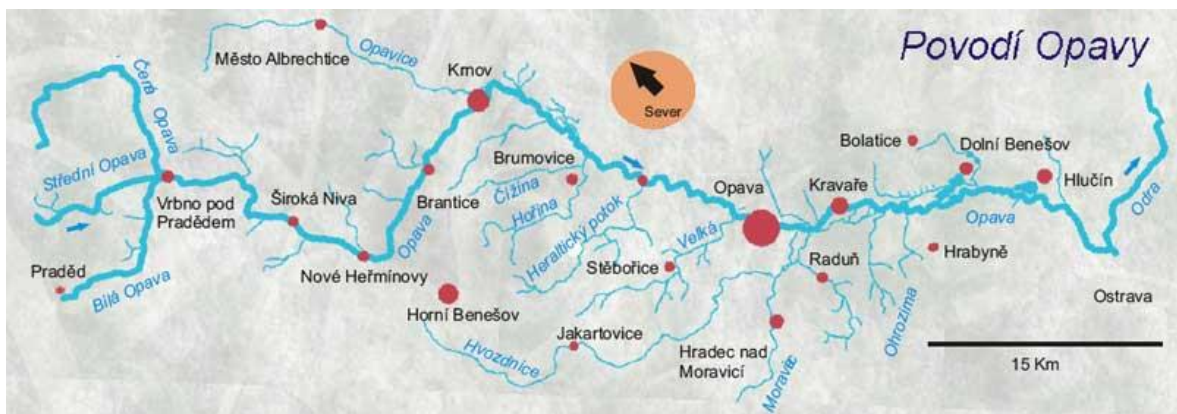 Povodí Opavy
Město Albrechtice
Opavice
Krnov
Sever
Černá Opava
Střední Opava
Vrbno pod
Pradědem
Široká Niva
Brantice
Opava
Nové Heřmínovy
Praděd
Bílá Opava
Horní Benešov
Hvozdnice
Jakartovice
Brumovice
Čižina
Hořina
Heraltický potok
Velká
Stěbořice
Opava
Kravaře
Bolatice
Dolní Benešov
Hlučín
Opava
Odra
Raduň
Hrabyně
Ohrozima
Hradec nad
Moravicí
Moravic
Ostrava
15 Km